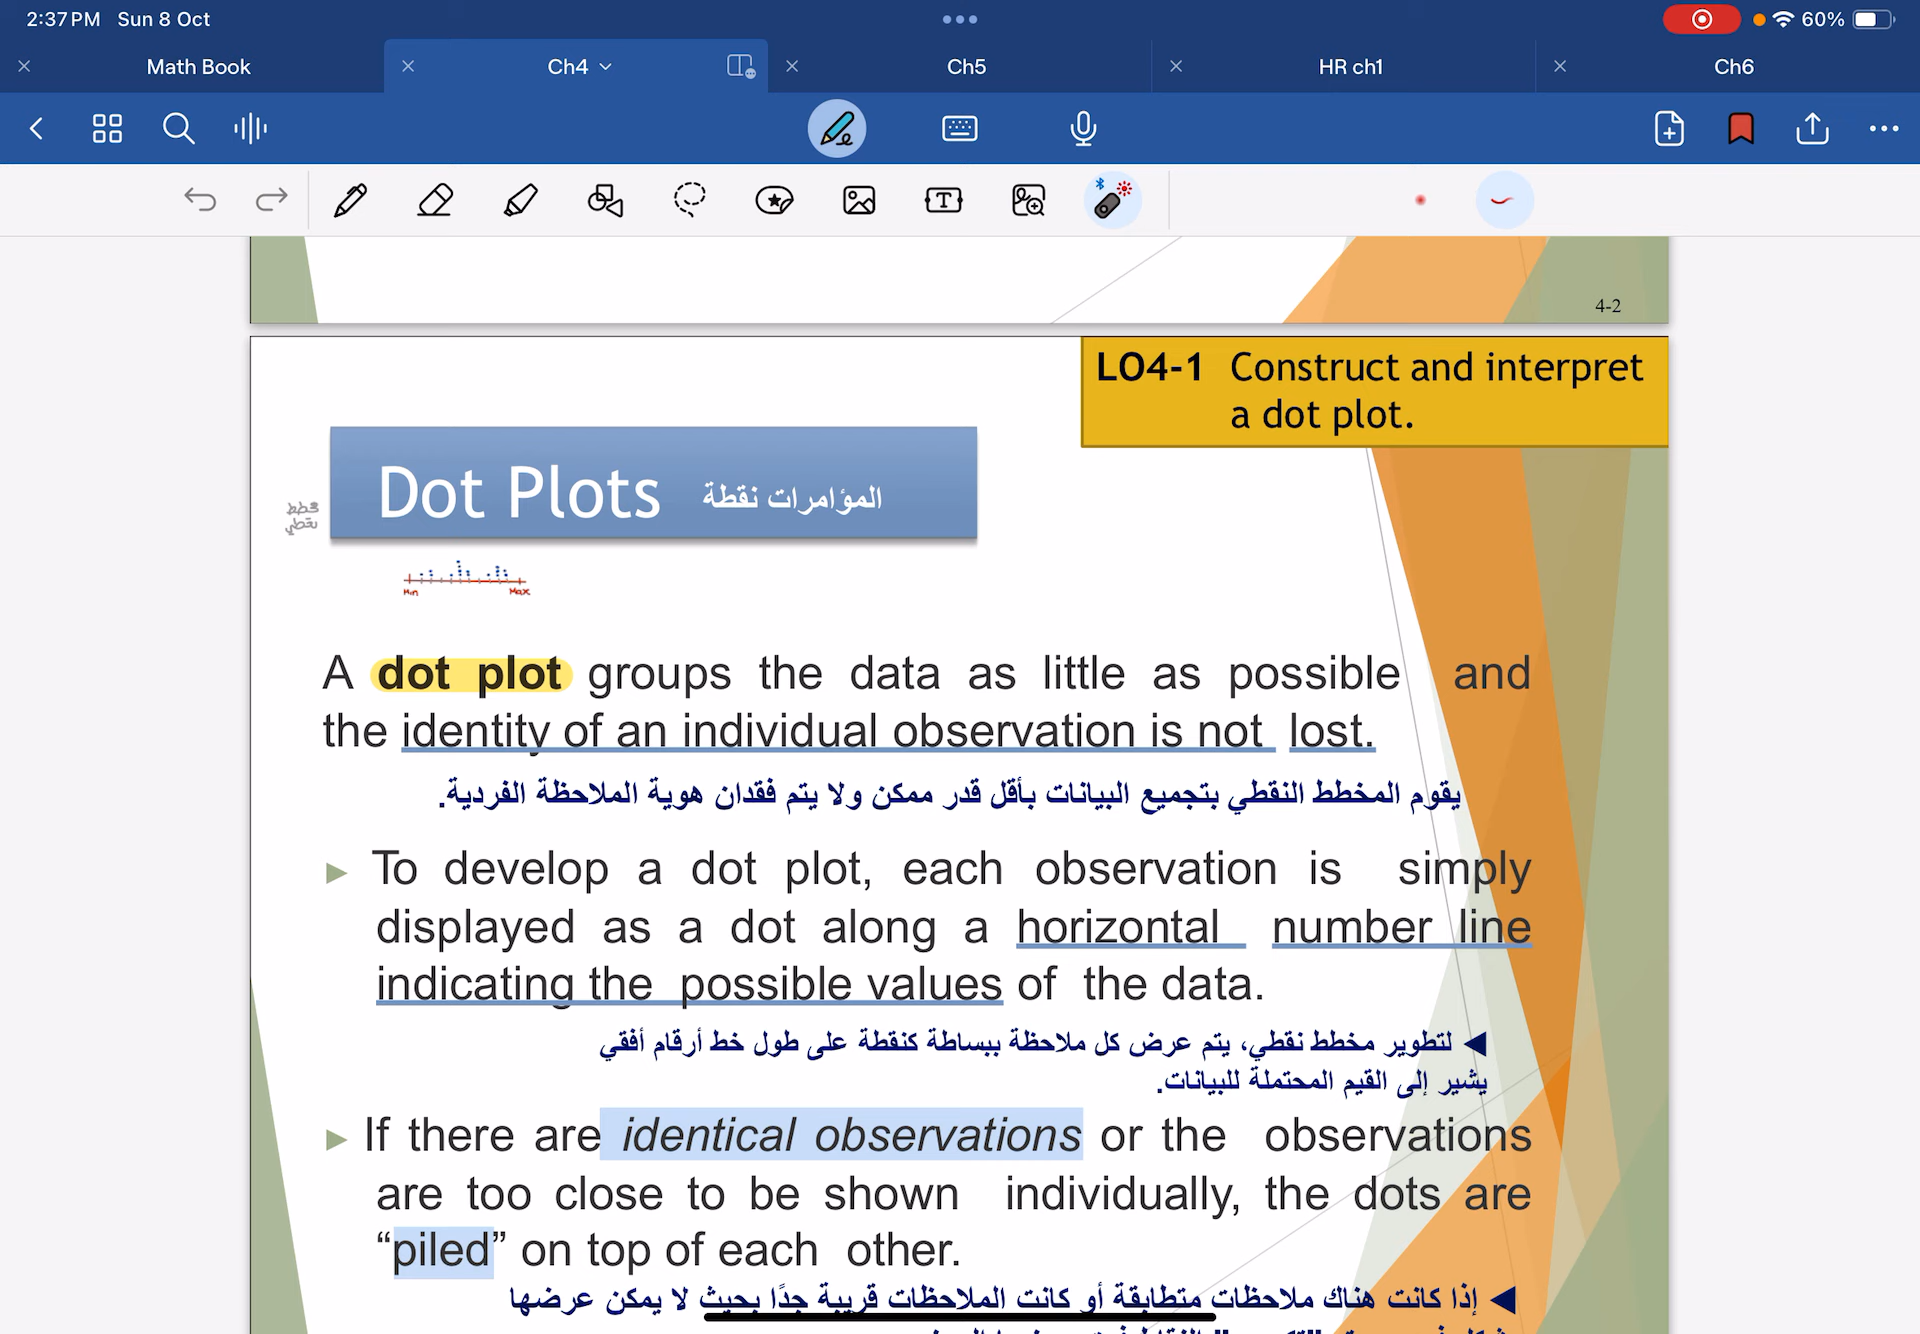 2:37 PM Sun 8 Oct
60%
Math Book
Ch4
Ch5
HR ch1
Ch6
4-2
LO4-1 Construct and interpret
a dot plot.
Dot Plots المؤامرات نقطة
مخطط
نقطي
Min Max
A dot plot groups the data as little as possible and
the identity of an individual observation is not lost.
يقوم المخطط النقطي بتجميع البيانات بأقل قدر ممكن ولا يتم فقدان هوية الملاحظة الفردية.
To develop a dot plot, each observation is simply
displayed as a dot along a horizontal number line
indicating the possible values of the data.
لتطوير مخطط نقطي، يتم عرض كل ملاحظة ببساطة كنقطة على طول خط أرقام أفقي
يشير إلى القيم المحتملة للبيانات.
If there are identical observations or the observations
are too close to be shown individually, the dots are
“piled” on top of each other.
إذا كانت هناك ملاحظات متطابقة أو كانت الملاحظات قريبة جدًا بحيث لا يمكن عرضها